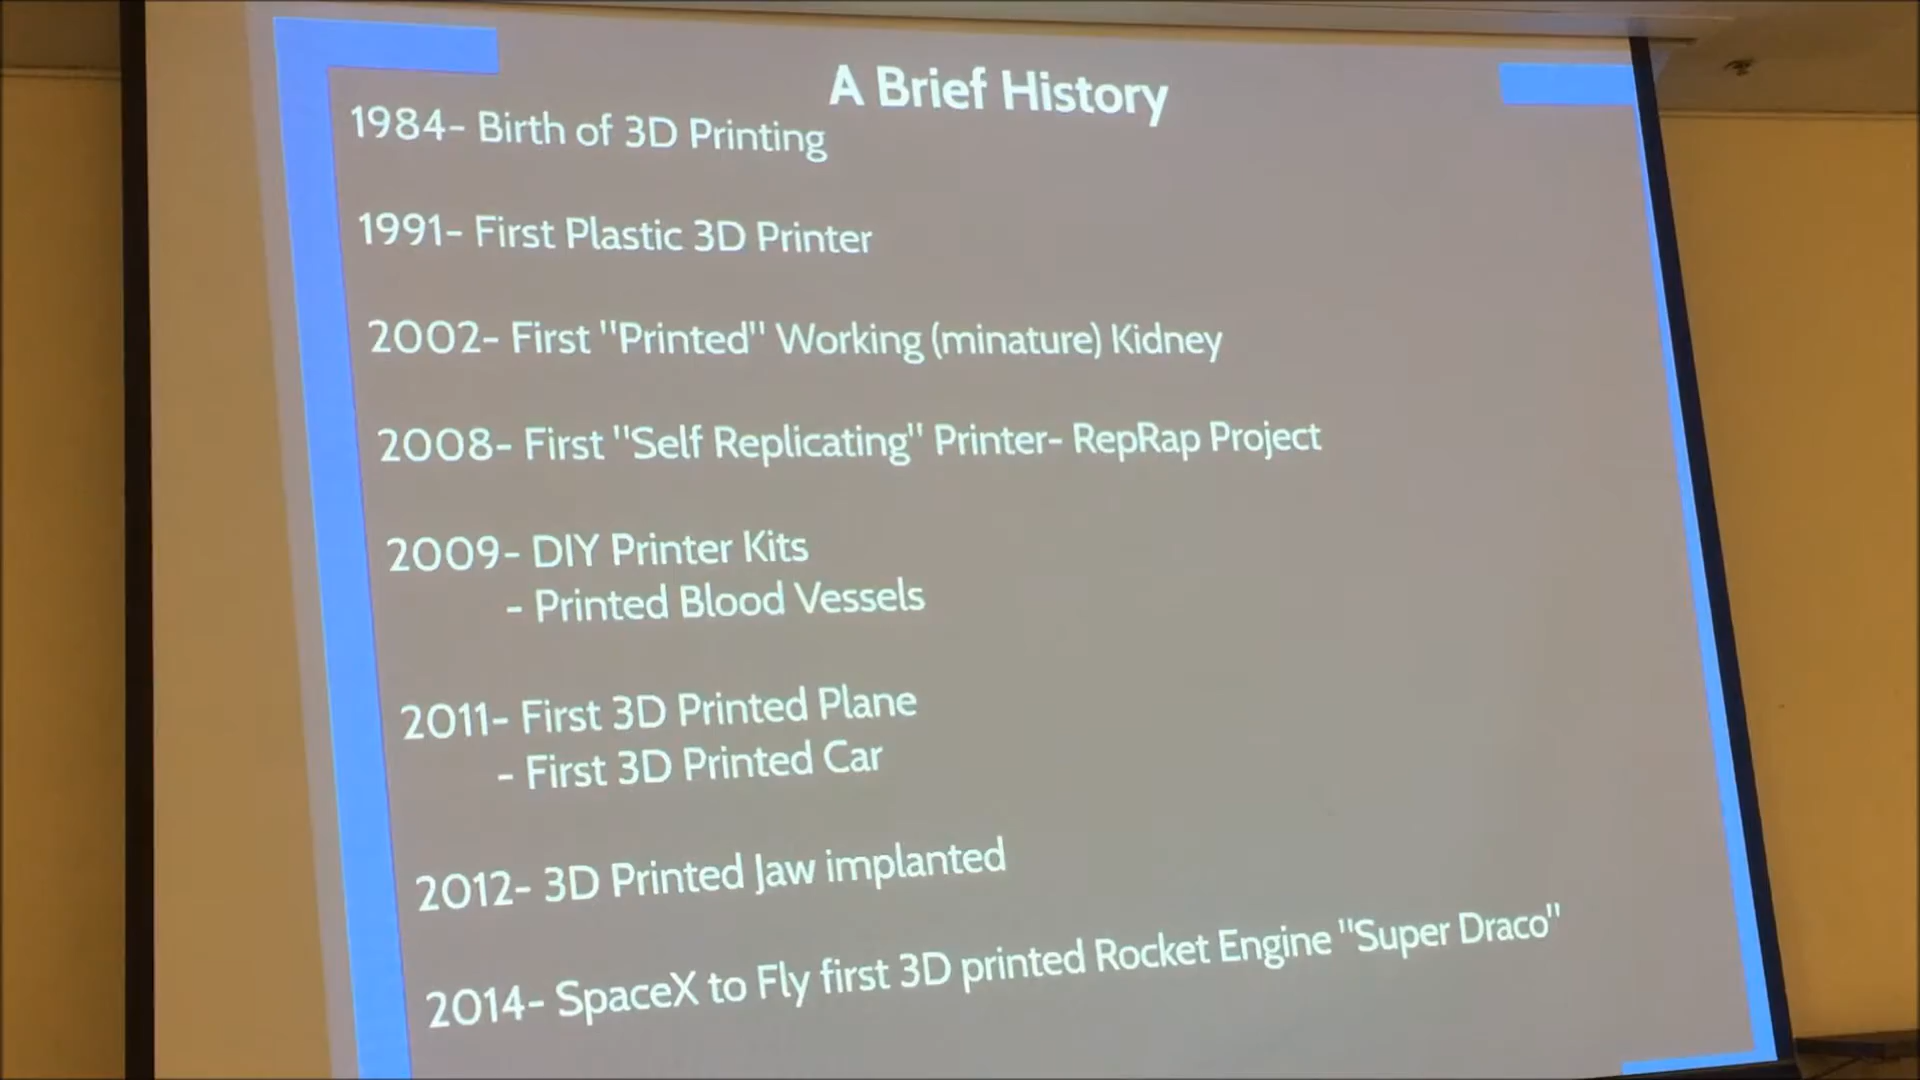 A Brief History
1984- Birth of 3D Printing
1991- First Plastic 3D Printer
2002- First "Printed" Working (minature) Kidney
2008- First "Self Replicating" Printer- RepRap Project
2009- DIY Printer Kits
- Printed Blood Vessels
2011- First 3D Printed Plane
- First 3D Printed Car
2012- 3D Printed Jaw implanted
2014- SpaceX to Fly first 3D printed Rocket Engine "Super Draco"